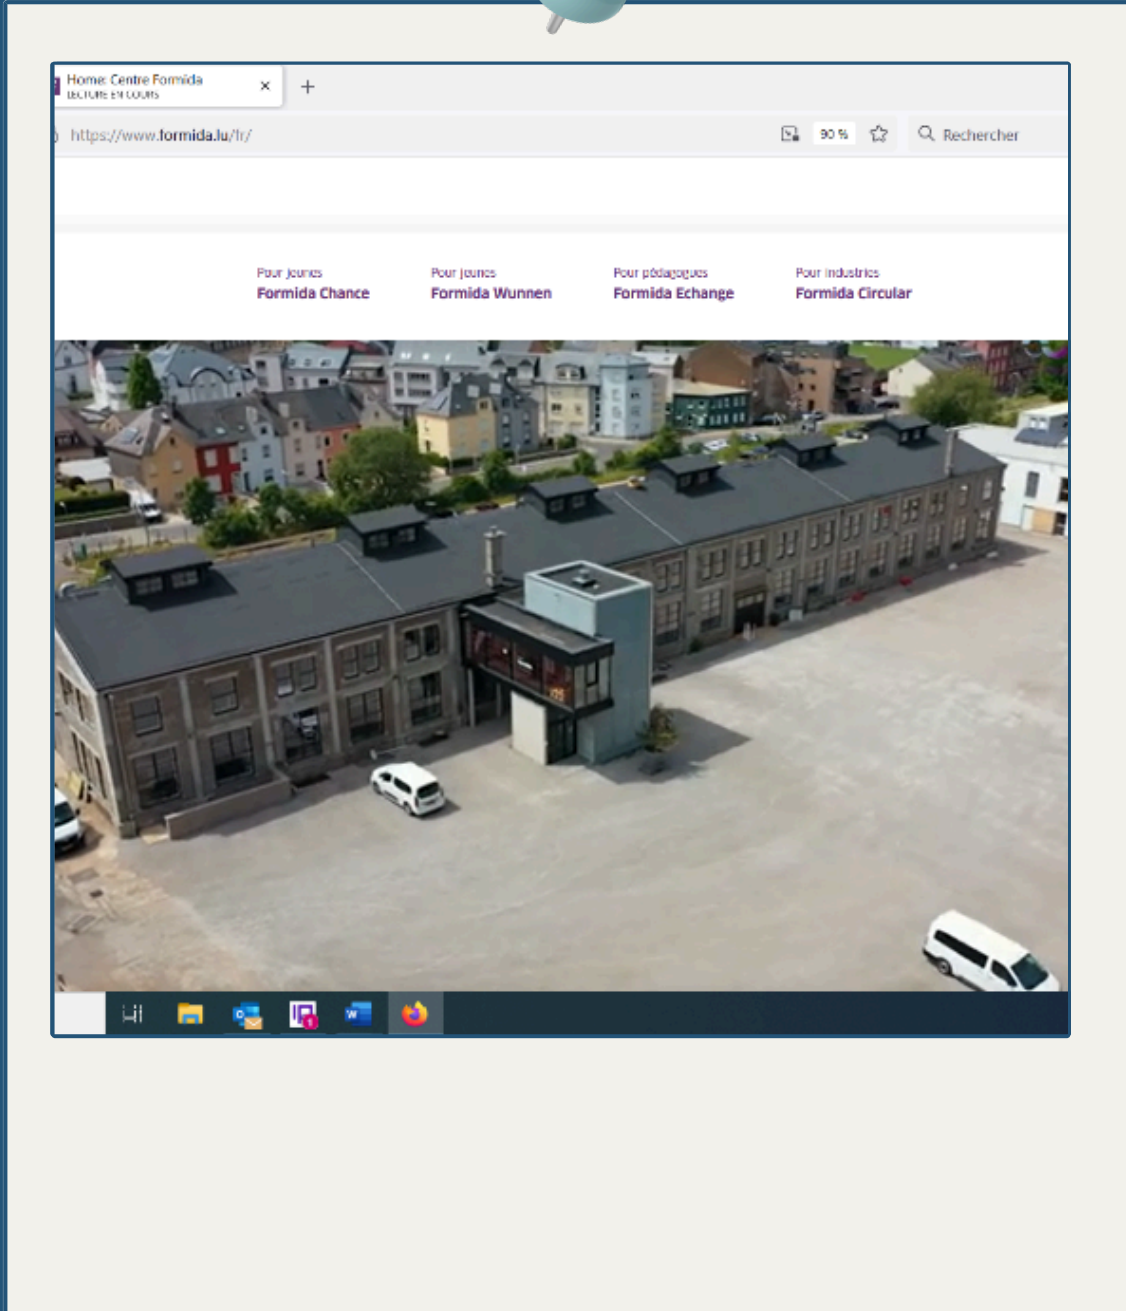 Home: Centre Formida
LECTURE EN COURS
https://www.formida.lu/fr/
90 %
Rechercher
Pour jeunes
Formida Chance
Pour jeunes
Formida Wunnen
Pour pédagogues
Formida Echange
Pour industries
Formida Circular